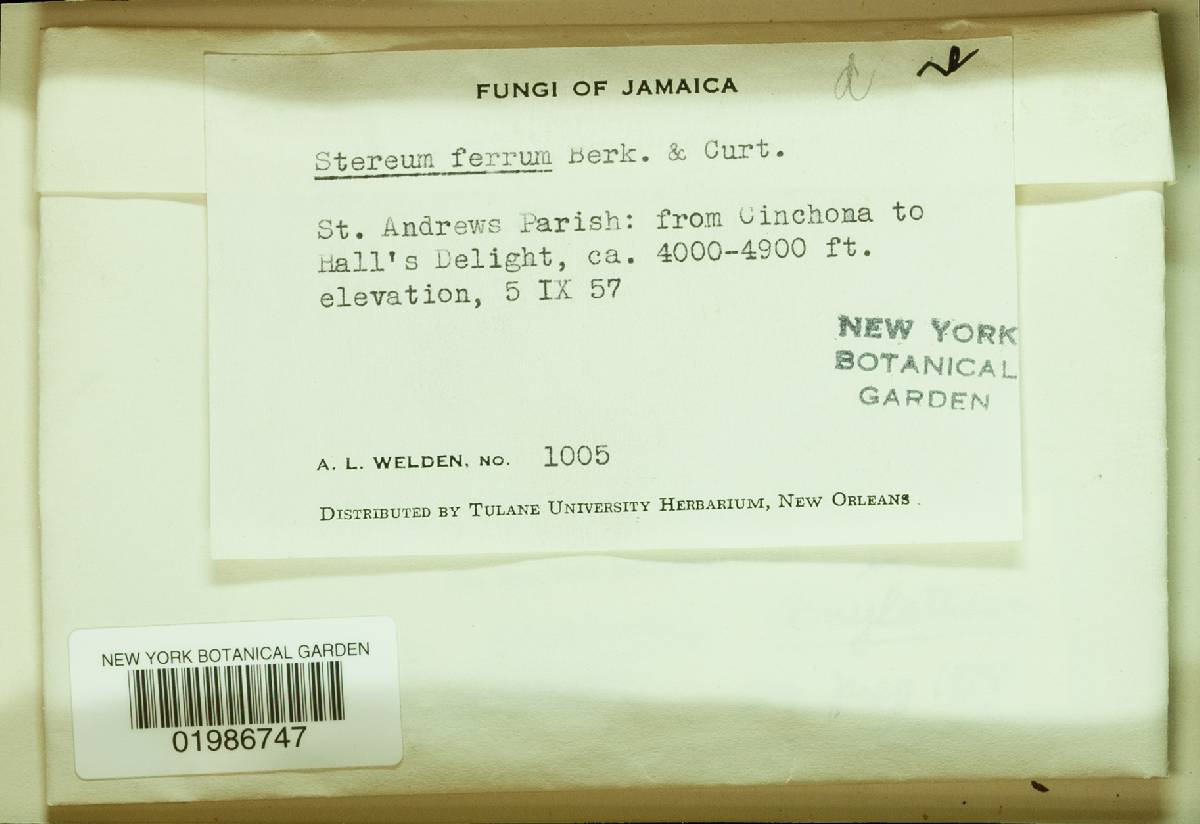 FUNGI OF JAMAICA
Stereum ferrum Berk. & Curt.
St. Andrews Parish: from Cinchona to
Hall's Delight, ca. 4000-4900 ft.
elevation, 5 IX 57
NEW YORK
BOTANICAL
GARDEN
A. L. WELDEN, NO. 1005
DISTRIBUTED BY TULANE UNIVERSITY HERBARIUM, NEW ORLEANS.
NEW YORK BOTANICAL GARDEN
01986747